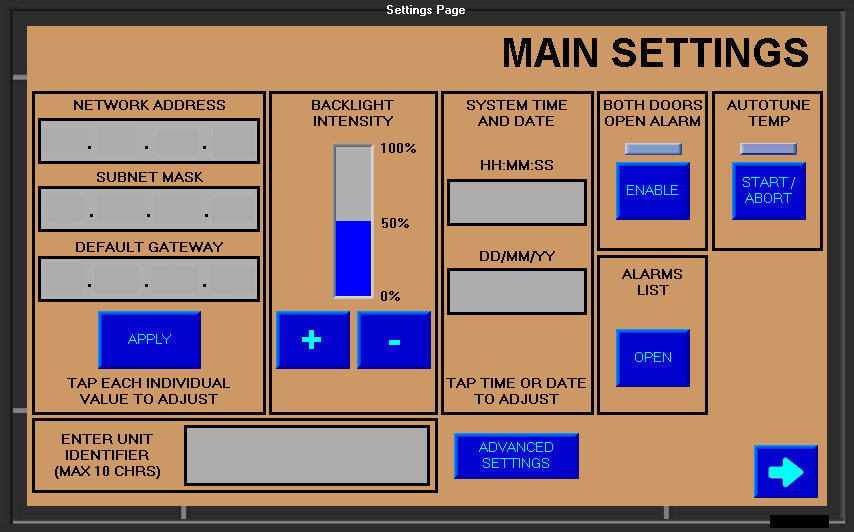 Settings Page
MAIN SETTINGS
NETWORK ADDRESS
. . .
SUBNET MASK
. . .
DEFAULT GATEWAY
. . .
APPLY
TAP EACH INDIVIDUAL
VALUE TO ADJUST
BACKLIGHT
INTENSITY
100%
50%
0%
+
-
SYSTEM TIME
AND DATE
HH:MM:SS
DD/MM/YY
TAP TIME OR DATE
TO ADJUST
BOTH DOORS
OPEN ALARM
ENABLE
AUTOTUNE
TEMP
START /
ABORT
ALARMS
LIST
OPEN
ENTER UNIT
IDENTIFIER
(MAX 10 CHRS)
ADVANCED
SETTINGS